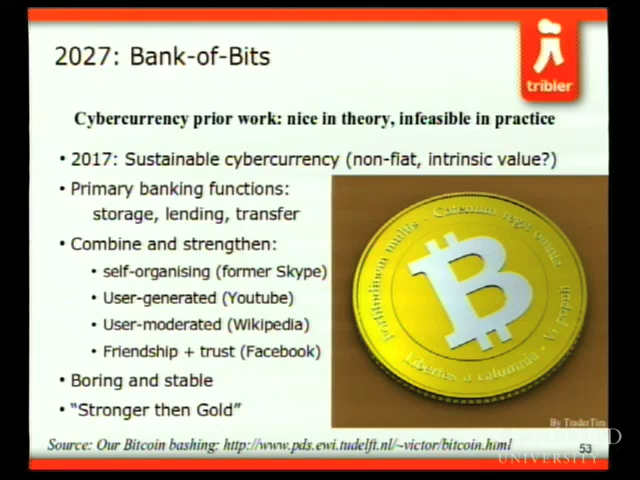 2027: Bank-of-Bits
tribler
Cybercurrency prior work: nice in theory, infeasible in practice
• 2017: Sustainable cybercurrency (non-fiat, intrinsic value?)
• Primary banking functions:
storage, lending, transfer
• Combine and strengthen:
• self-organising (former Skype)
• User-generated (Youtube)
• User-moderated (Wikipedia)
• Friendship + trust (Facebook)
• Boring and stable
• “Stronger then Gold”
Libertas a calumnia
By TraderTim
Source: Our Bitcoin bashing: http://www.pds.ewi.tudelft.nl/~victor/bitcoin.html
53
UNIVERSITY